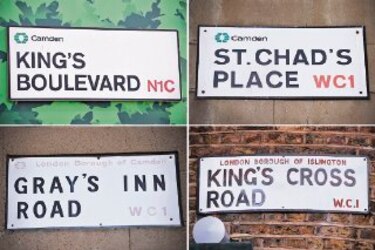 Camden
KING'S
BOULEVARD N1C
Camden
ST. CHAD'S
PLACE WC1
London Borough of Camden
GRAY'S INN
ROAD WC1
LONDON BOROUGH OF ISLINGTON
KING'S CROSS
ROAD W.C.1